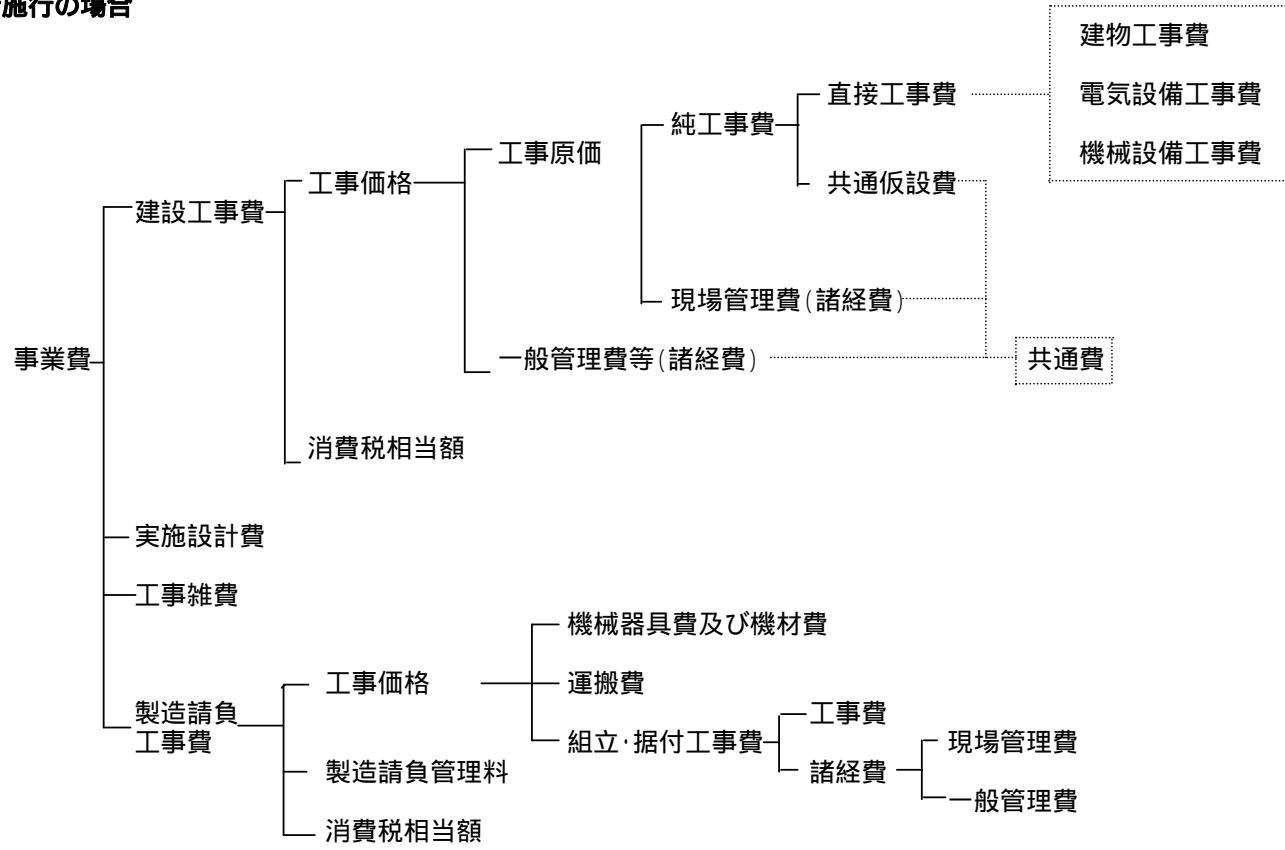 施行の場合
建物工事費
直接工事費
電気設備工事費
純工事費
機械設備工事費
工事原価
工事価格
共通仮設費
建設工事費
現場管理費(諸経費)
事業費
一般管理費等(諸経費)
共通費
消費税相当額
実施設計費
工事雑費
機械器具費及び機材費
工事価格
運搬費
製造請負
工事費
工事費
組立・据付工事費
現場管理費
製造請負管理料
諸経費
一般管理費
消費税相当額